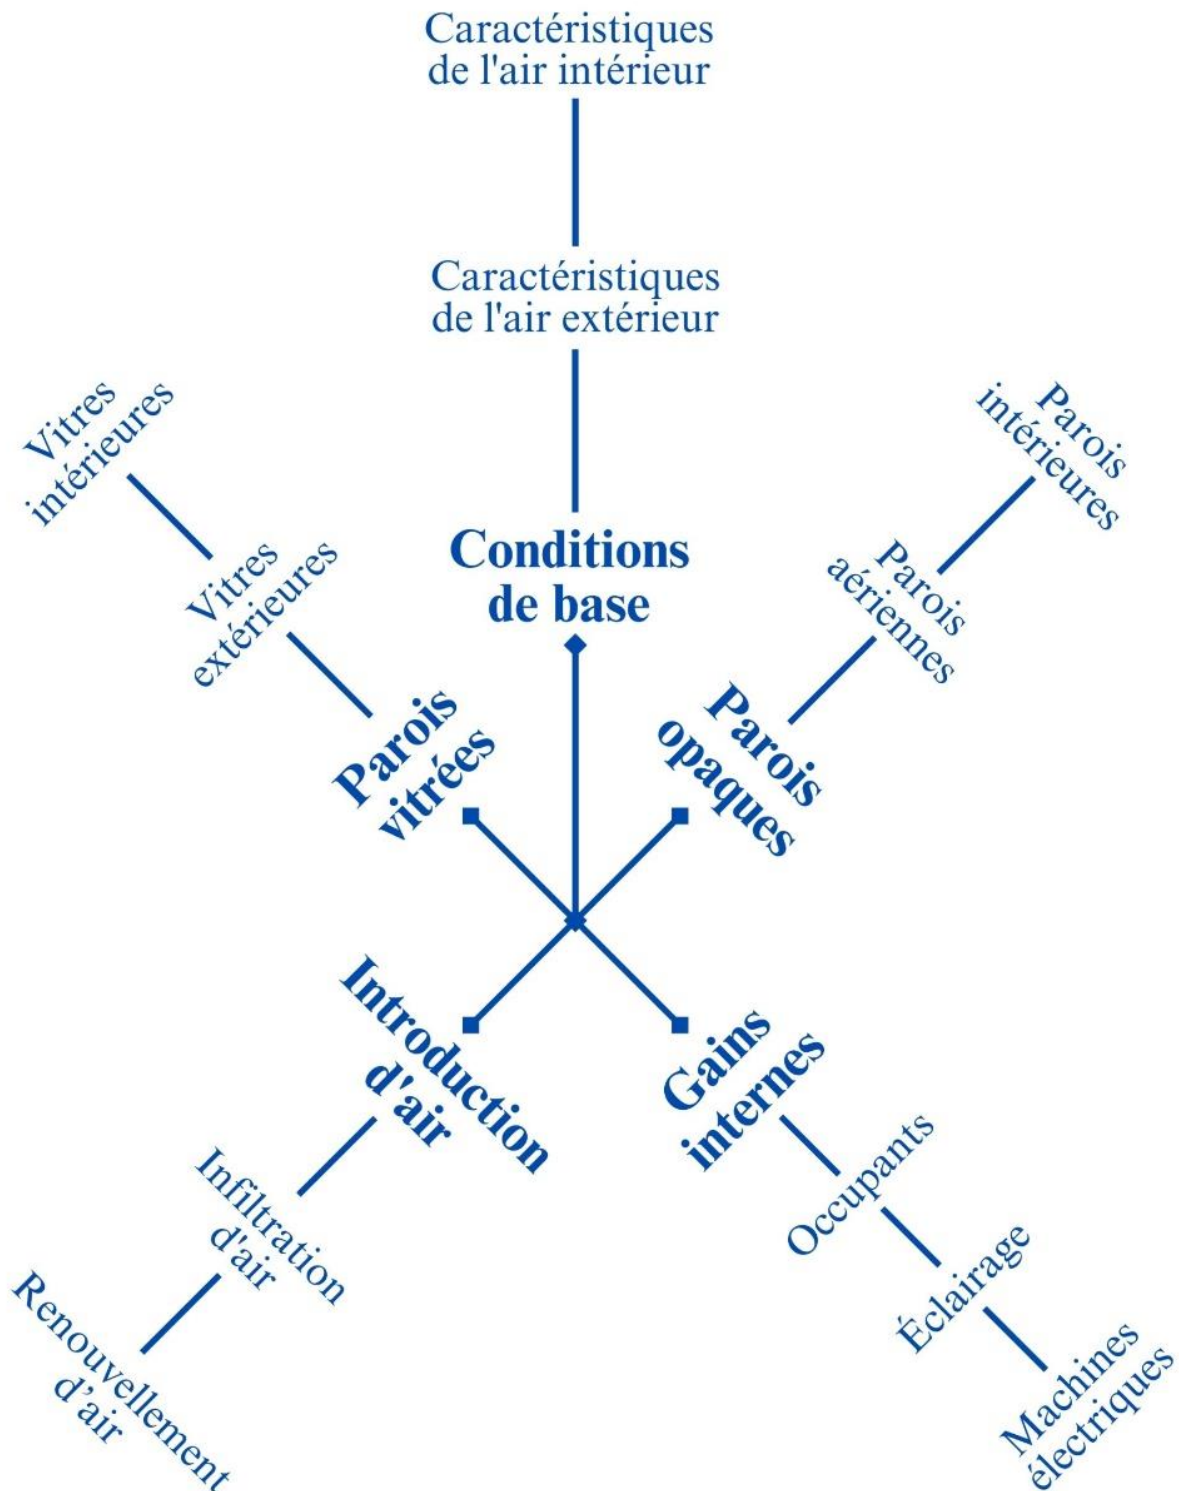 Caractéristiques
de l'air intérieur
Caractéristiques
de l'air extérieur
Conditions
de base
Vitres
intérieures
Vitres
extérieures
Parois
vitrées
Parois
intérieures
Parois
aériennes
Parois
opaques
Introduction
d'air
Infiltration
d'air
Renouvellement
d’air
Gains
internes
Occupants
Éclairage
Machines
électriques